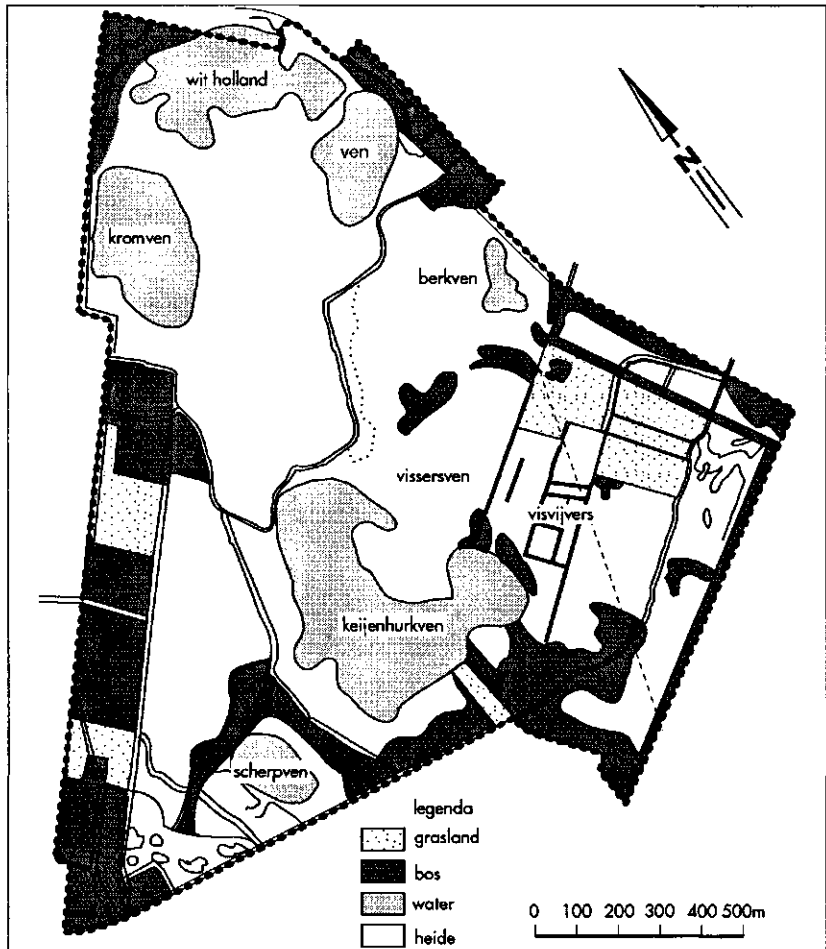 wit holland
ven
kromven
N
berkven
vissersven
visvijvers
keijenhurkven
scherpven
legenda
grasland
bos
water
heide
0 100 200 300 400 500m